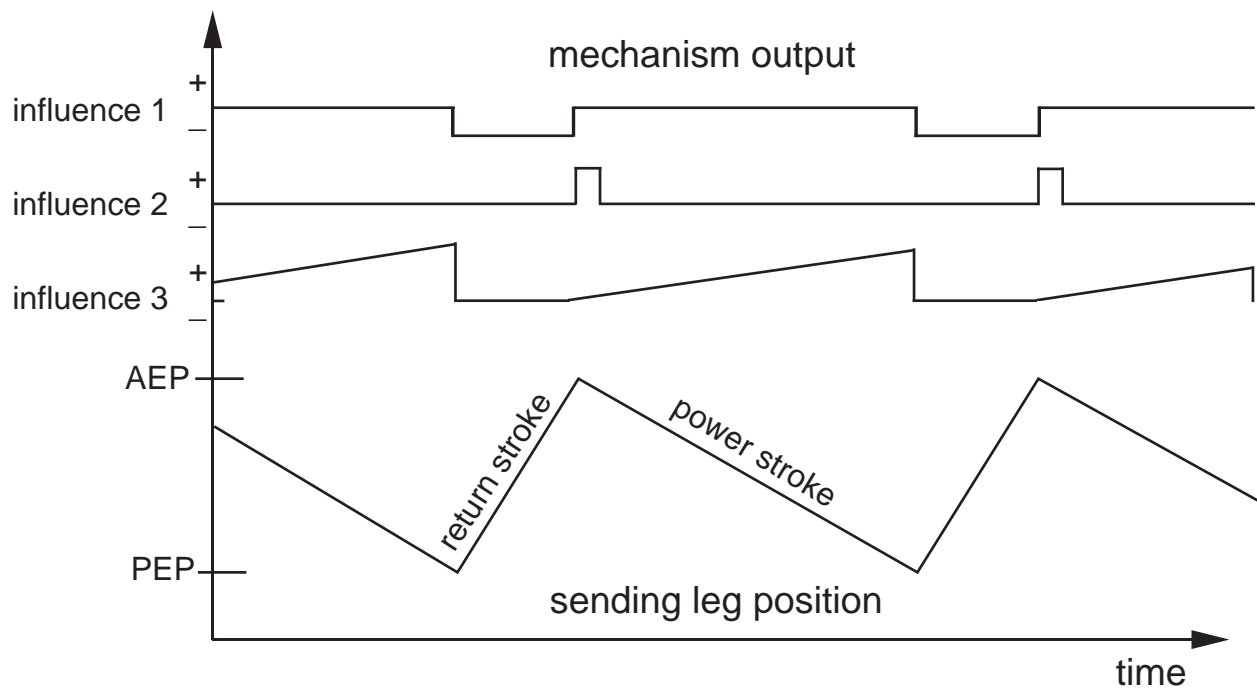 mechanism output
+
influence 1
–
+
influence 2
–
+
influence 3
–
AEP
return stroke
power stroke
PEP
sending leg position
time